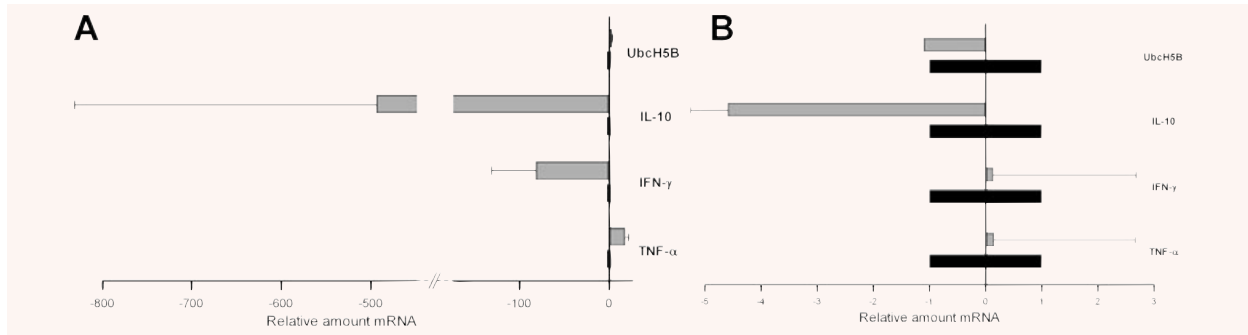 A
UbcH5B
IL-10
IFN-γ
TNF-α
-800 -700 -600 -500 -100 0
Relative amount mRNA
B
UbcH5B
IL-10
IFN-γ
TNF-α
-5 -4 -3 -2 -1 0 1 2 3
Relative amount mRNA